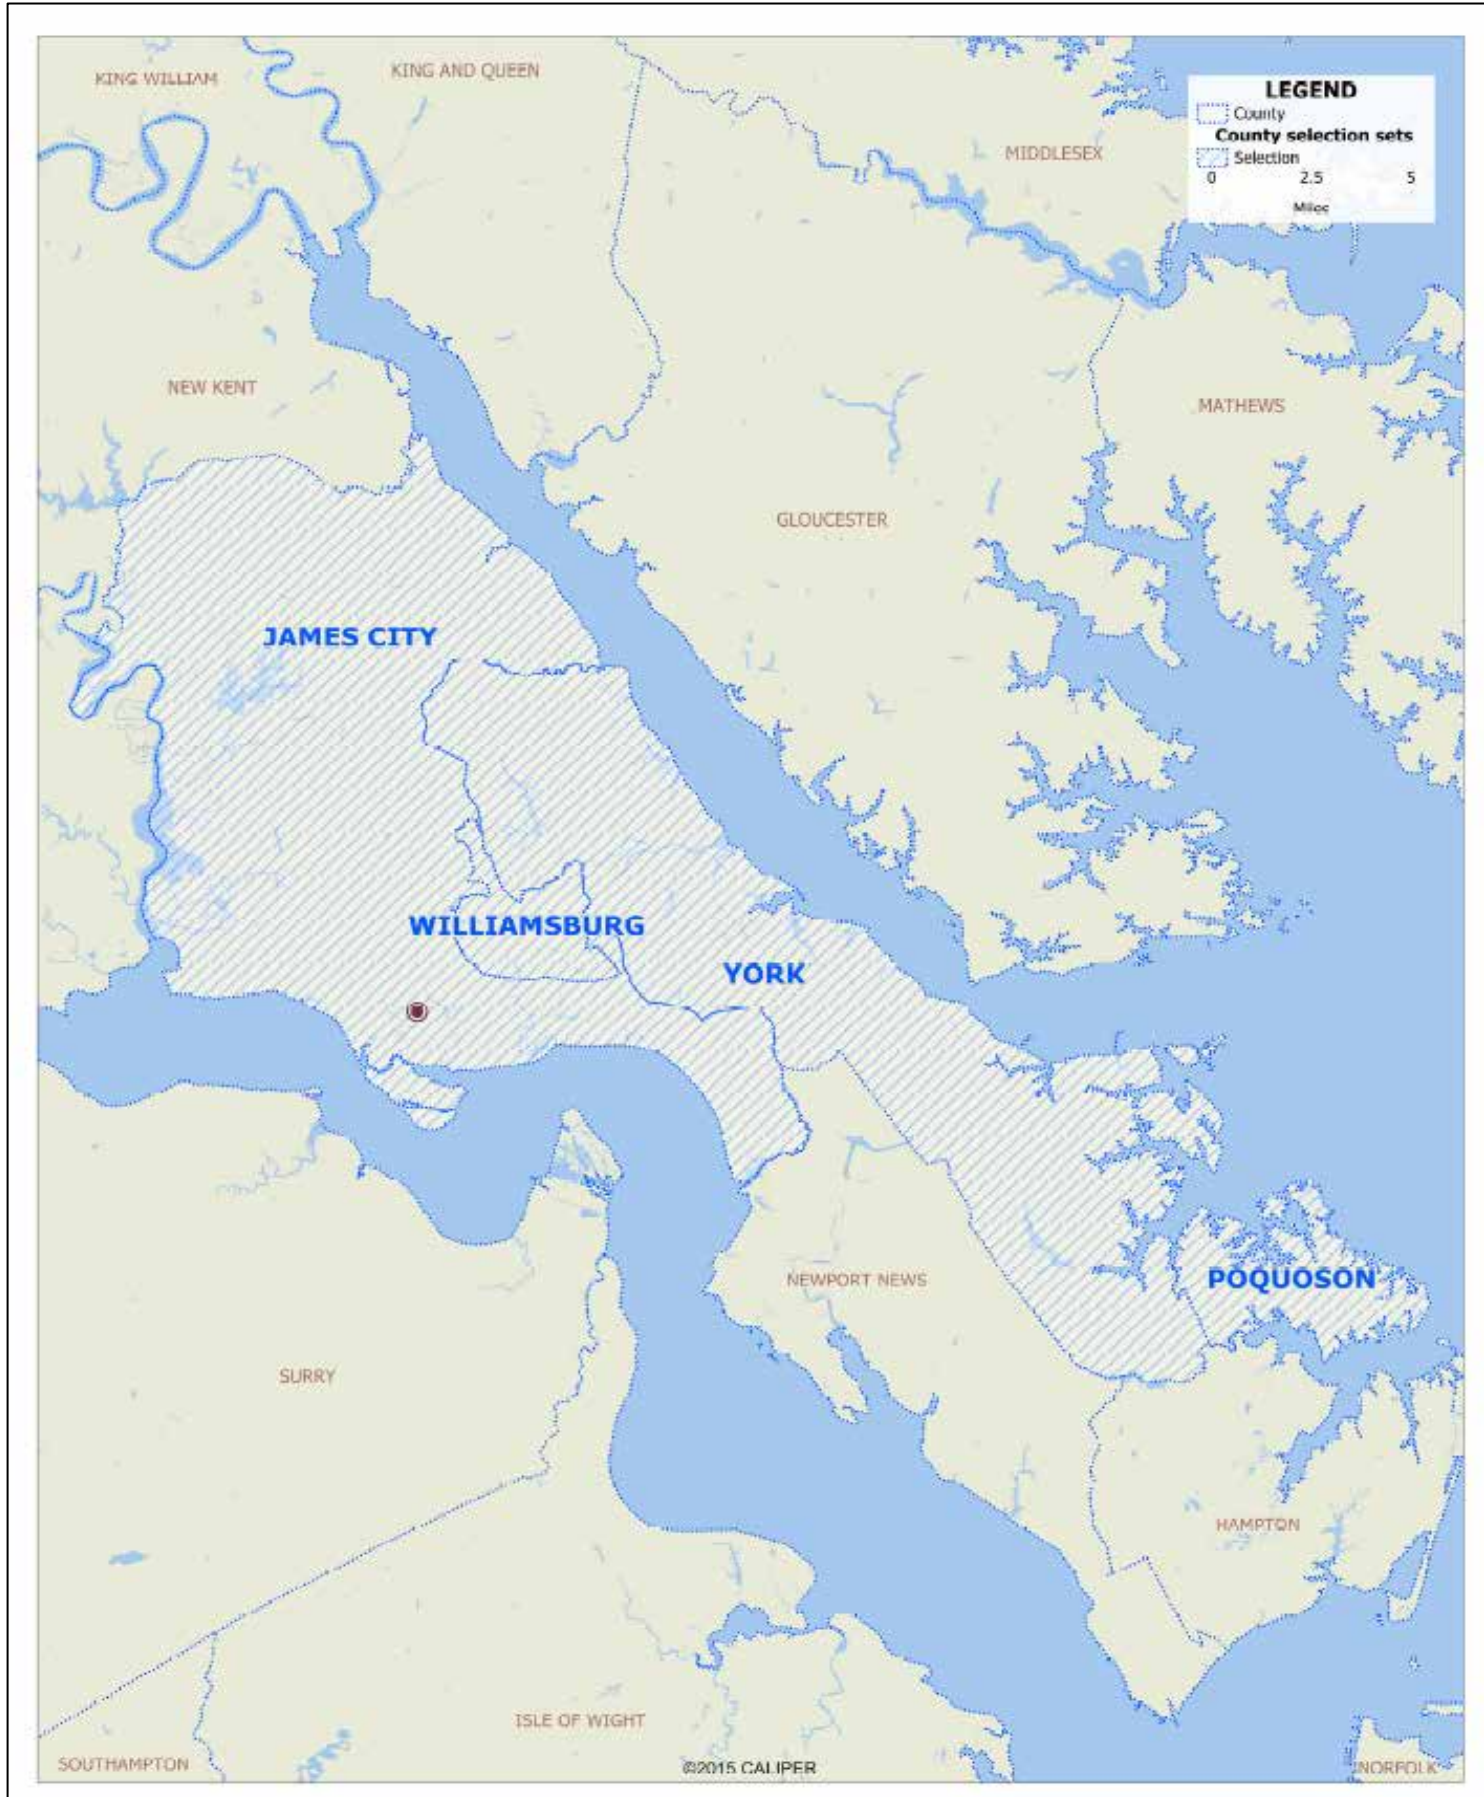 KING WILLIAM
KING AND QUEEN
LEGEND
County
County selection sets
Selection
0 2.5 5
Miles
MIDDLESEX
NEW KENT
MATHEWS
GLOUCESTER
JAMES CITY
WILLIAMSBURG
YORK
NEWPORT NEWS
POQUOSON
SURRY
HAMPTON
ISLE OF WIGHT
SOUTHAMPTON
©2015 CALIPER
NORFOLK